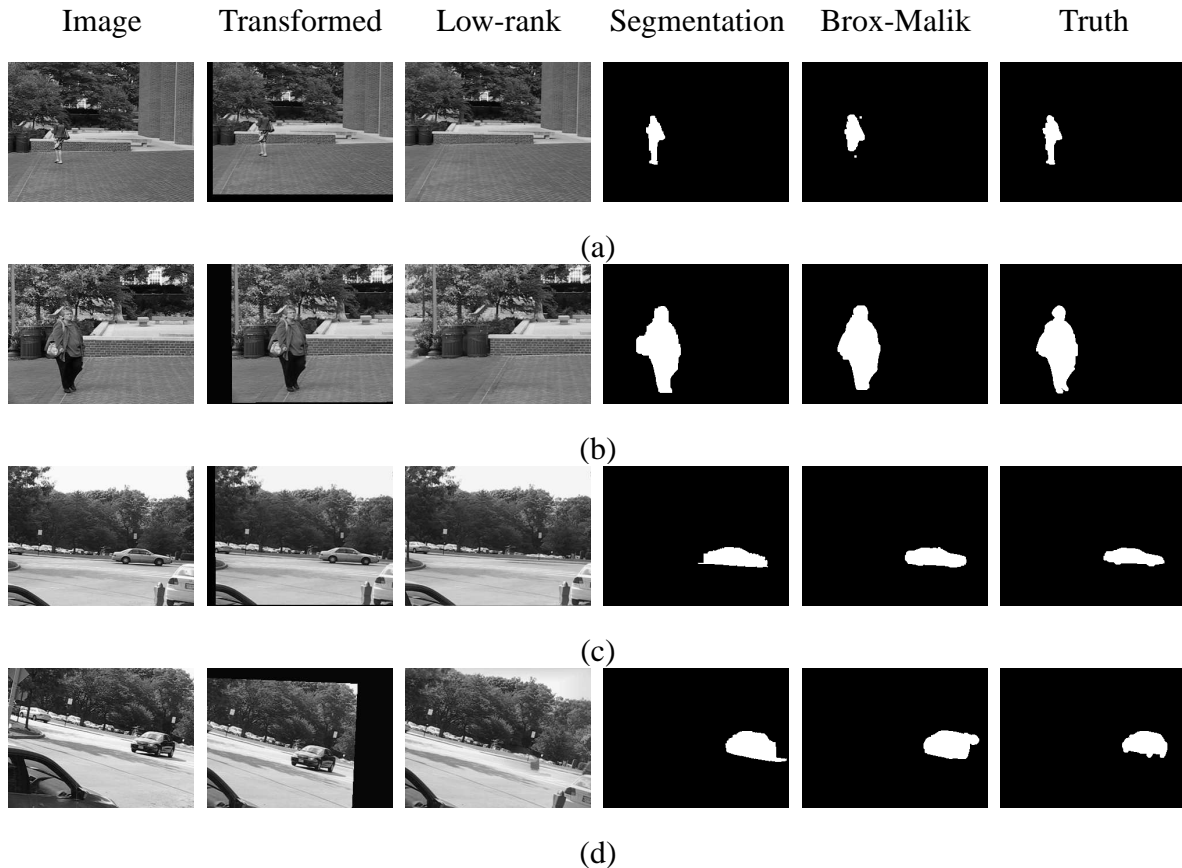 Image Transformed Low-rank Segmentation Brox-Malik Truth
(a)
(b)
(c)
(d)